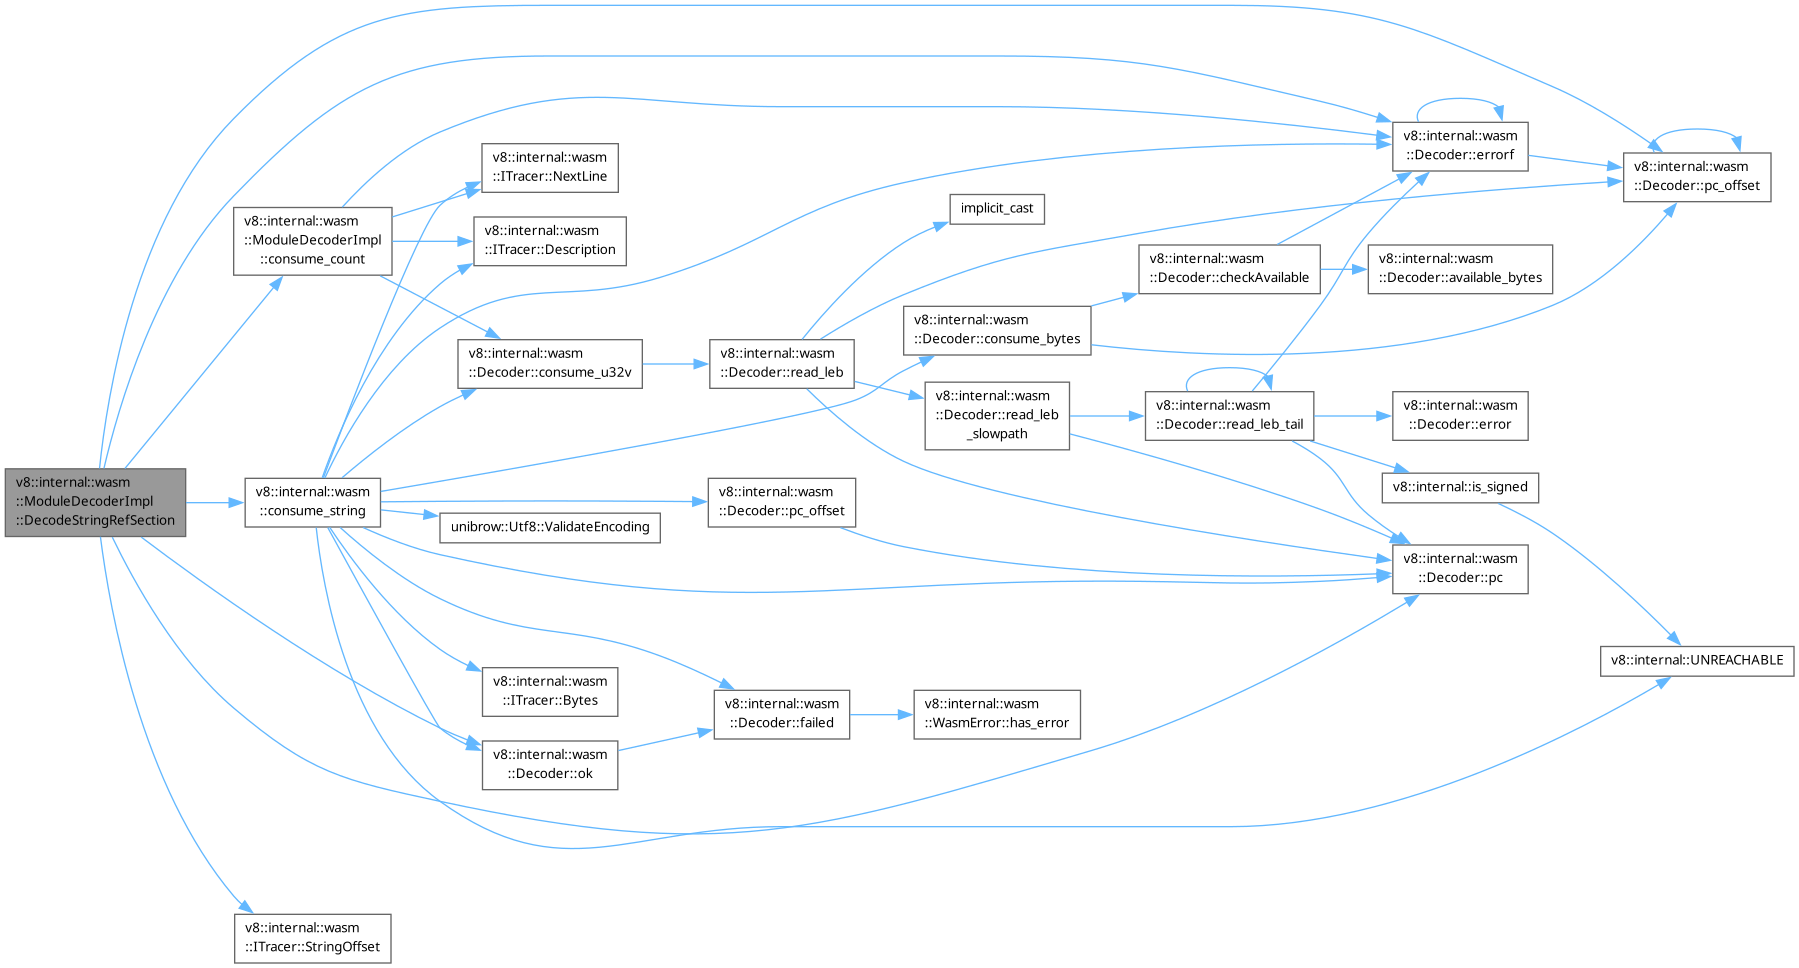 v8::internal::wasm
::ModuleDecoderImpl
::DecodeStringRefSection
v8::internal::wasm
::ModuleDecoderImpl
::consume_count
v8::internal::wasm
::consume_string
v8::internal::wasm
::ITracer::StringOffset
v8::internal::wasm
::ITracer::NextLine
v8::internal::wasm
::ITracer::Description
v8::internal::wasm
::Decoder::consume_u32v
unibrow::Utf8::ValidateEncoding
v8::internal::wasm
::ITracer::Bytes
v8::internal::wasm
::Decoder::ok
v8::internal::wasm
::Decoder::read_leb
v8::internal::wasm
::Decoder::pc_offset
v8::internal::wasm
::Decoder::failed
implicit_cast
v8::internal::wasm
::Decoder::consume_bytes
v8::internal::wasm
::Decoder::read_leb
_slowpath
v8::internal::wasm
::WasmError::has_error
v8::internal::wasm
::Decoder::checkAvailable
v8::internal::wasm
::Decoder::read_leb_tail
v8::internal::wasm
::Decoder::errorf
v8::internal::wasm
::Decoder::available_bytes
v8::internal::wasm
::Decoder::error
v8::internal::is_signed
v8::internal::wasm
::Decoder::pc
v8::internal::wasm
::Decoder::pc_offset
v8::internal::UNREACHABLE